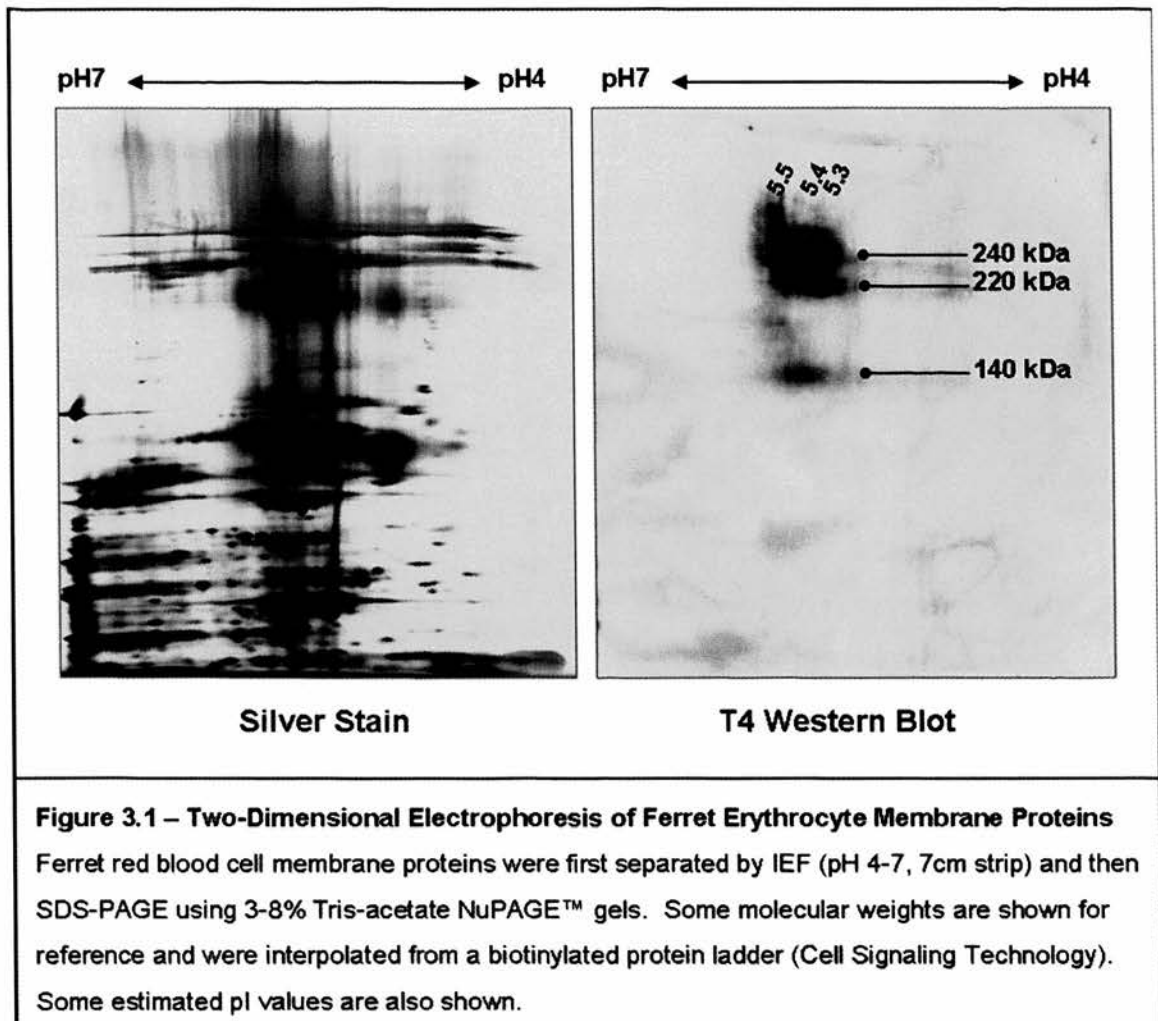 pH7 pH4 pH7 pH4
5.5 5.4 5.3
240 kDa
220 kDa
140 kDa
Silver Stain T4 Western Blot
Figure 3.1 – Two-Dimensional Electrophoresis of Ferret Erythrocyte Membrane Proteins
Ferret red blood cell membrane proteins were first separated by IEF (pH 4-7, 7cm strip) and then
SDS-PAGE using 3-8% Tris-acetate NuPAGE™ gels. Some molecular weights are shown for
reference and were interpolated from a biotinylated protein ladder (Cell Signaling Technology).
Some estimated pI values are also shown.